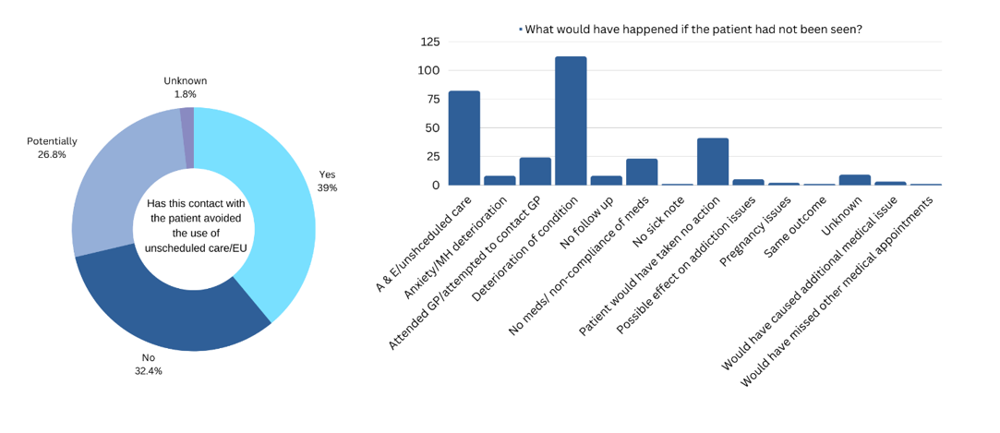 Unknown
1.8%
Potentially
26.8%
Yes
39%
No
32.4%
Has this contact with
the patient avoided
the use of
unscheduled care/EU
What would have happened if the patient had not been seen?
125
100
75
50
25
0
A & E/unshceduled care
Anxiety/MH deterioration
Attended GP/attempted to contact GP
Deterioration of condition
No follow up
No meds/ non-compliance of meds
No sick note
Patient would have taken no action
Possible effect on addiction issues
Pregnancy issues
Same outcome
Unknown
Would have caused additional medical issue
Would have missed other medical appointments